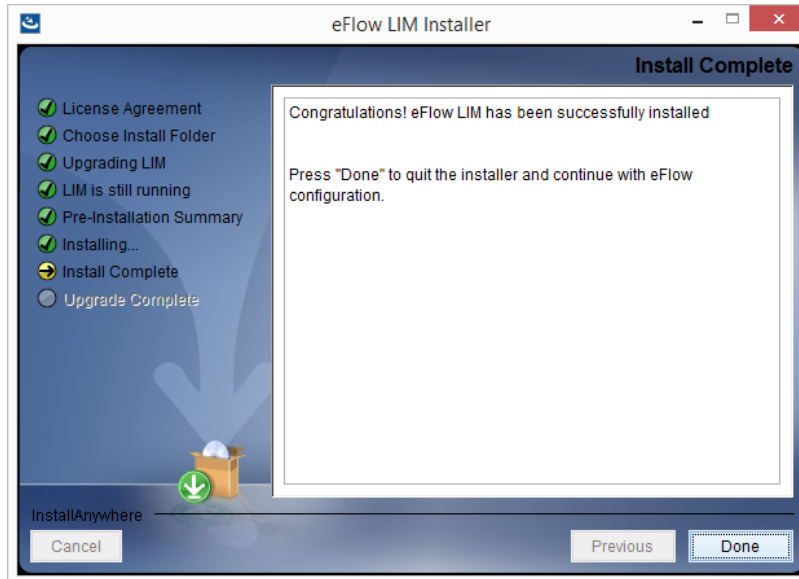 eFlow LIM Installer
Install Complete
License Agreement
Choose Install Folder
Upgrading LIM
LIM is still running
Pre-Installation Summary
Installing...
Install Complete
Upgrade Complete
Congratulations! eFlow LIM has been successfully installed
Press "Done" to quit the installer and continue with eFlow
configuration.
InstallAnywhere
Cancel
Previous
Done